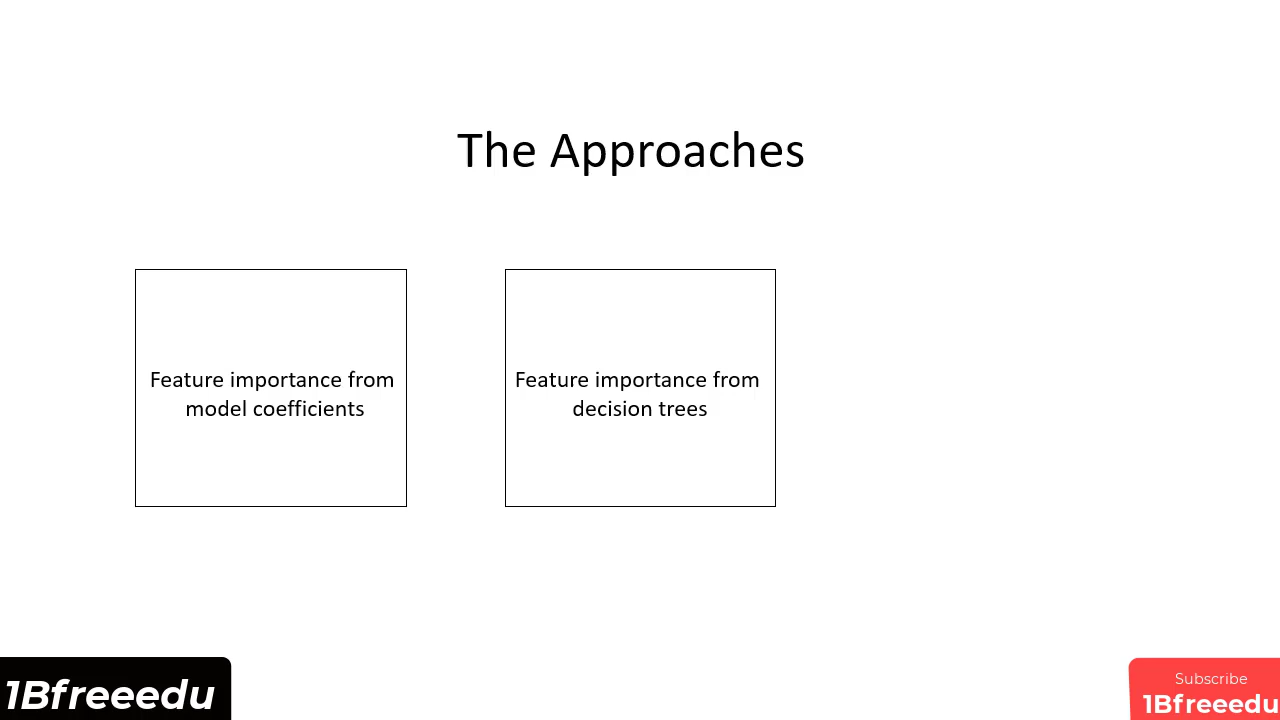 The Approaches
Feature importance from
model coefficients
Feature importance from
decision trees
1Bfreeedu
Subscribe
1Bfreeedu